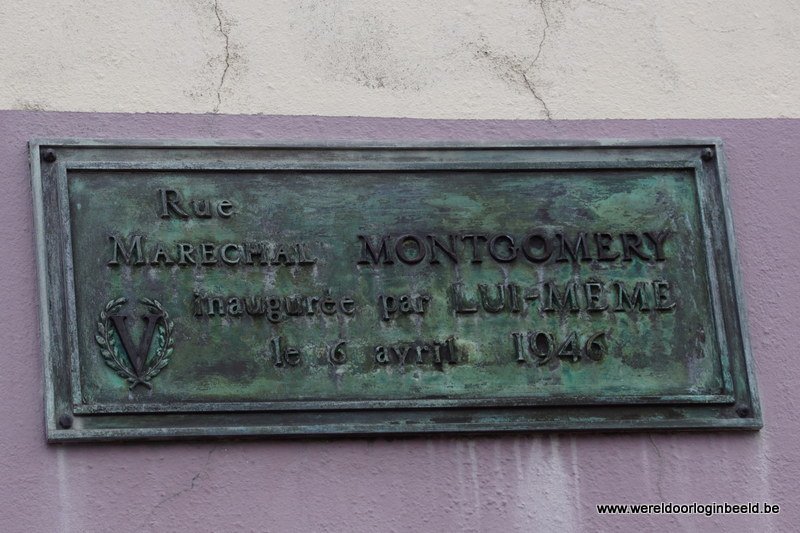 Rue
MARECHAL MONTGOMERY
inaugurée par LUI-MÊME
V
le 6 avril 1946
www.wereldoorloginbeeld.be